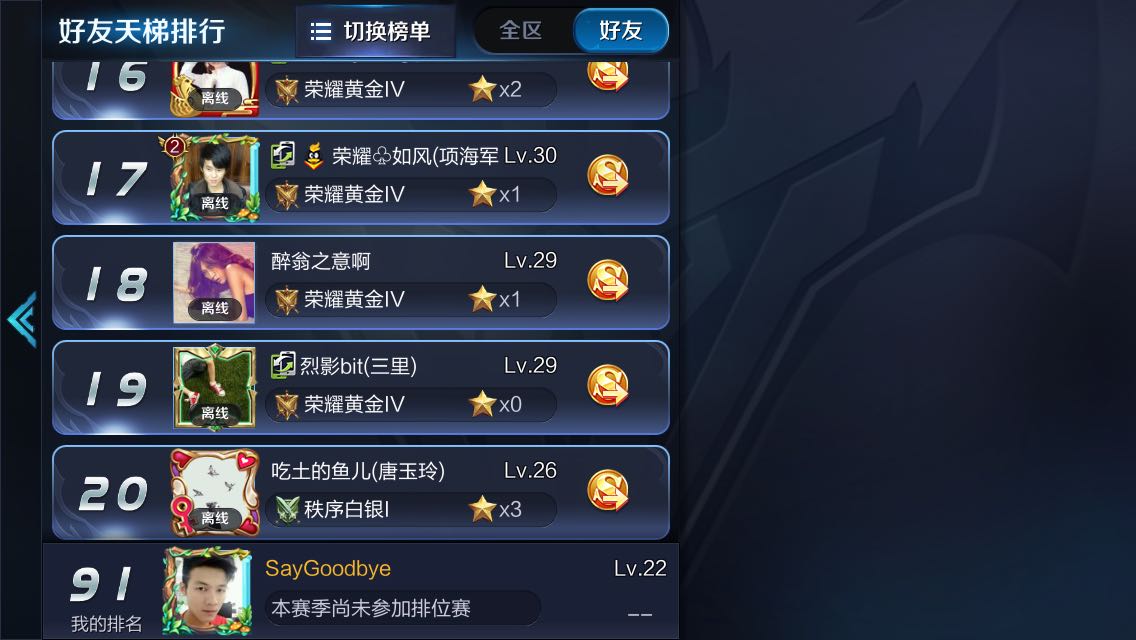 好友天梯排行
切换榜单
全区
好友
16
离线
荣耀黄金IV
x2
17
2
离线
荣耀♧如风(项海军 Lv.30
荣耀黄金IV
x1
18
离线
醉翁之意啊 Lv.29
荣耀黄金IV
x1
19
离线
烈影bit(三里) Lv.29
荣耀黄金IV
x0
20
离线
吃土的鱼儿(唐玉玲) Lv.26
秩序白银I
x3
91
我的排名
SayGoodbye Lv.22
本赛季尚未参加排位赛 __